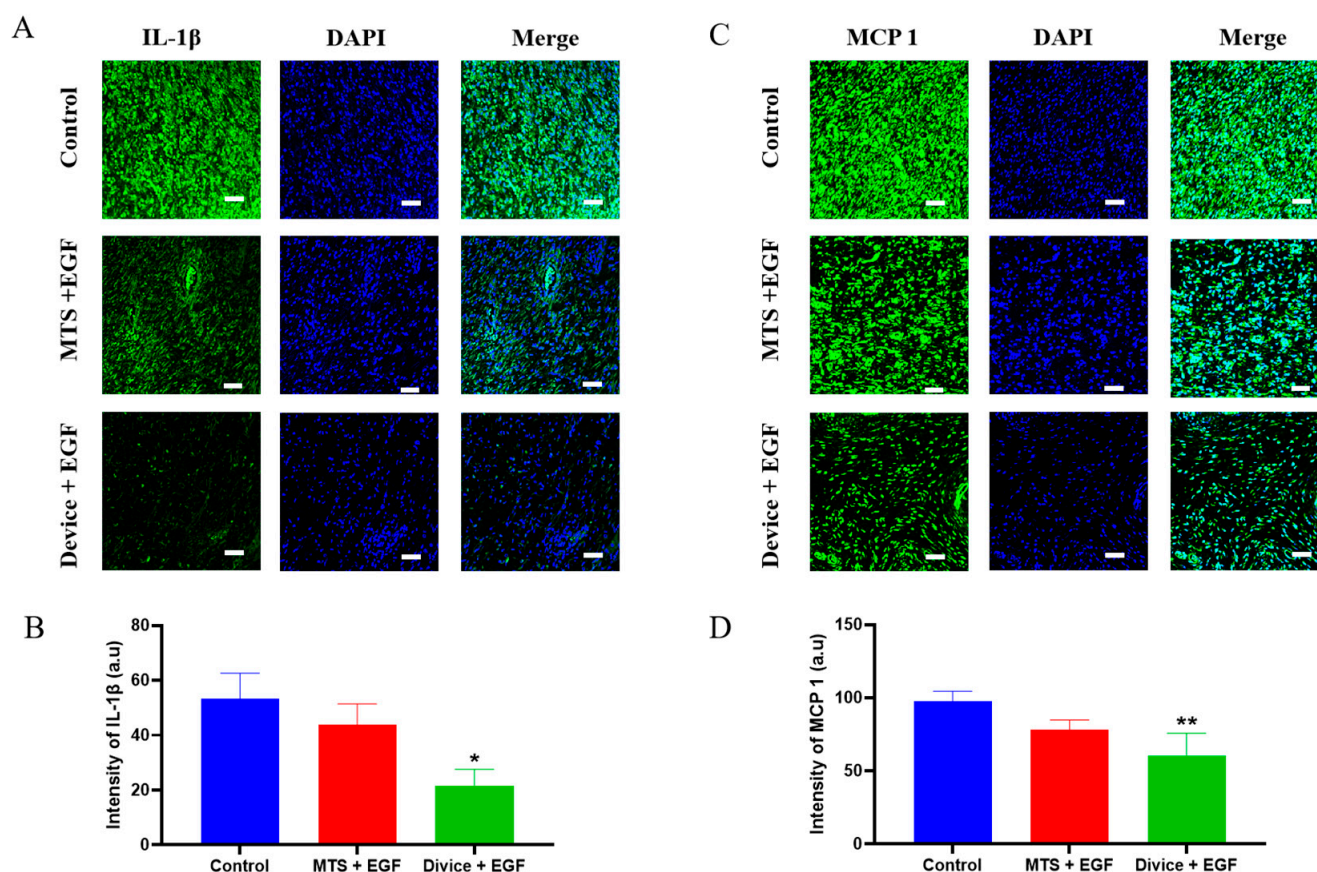 A
IL-1β DAPI Merge
Control
MTS +EGF
Device + EGF
B
Intensity of IL-1β (a.u)
80
60
40
20
0
Control MTS + EGF Divice + EGF
*
C
MCP 1 DAPI Merge
Control
MTS +EGF
Device + EGF
D
Intensity of MCP 1 (a.u)
150
100
50
0
Control MTS + EGF Divice + EGF
**